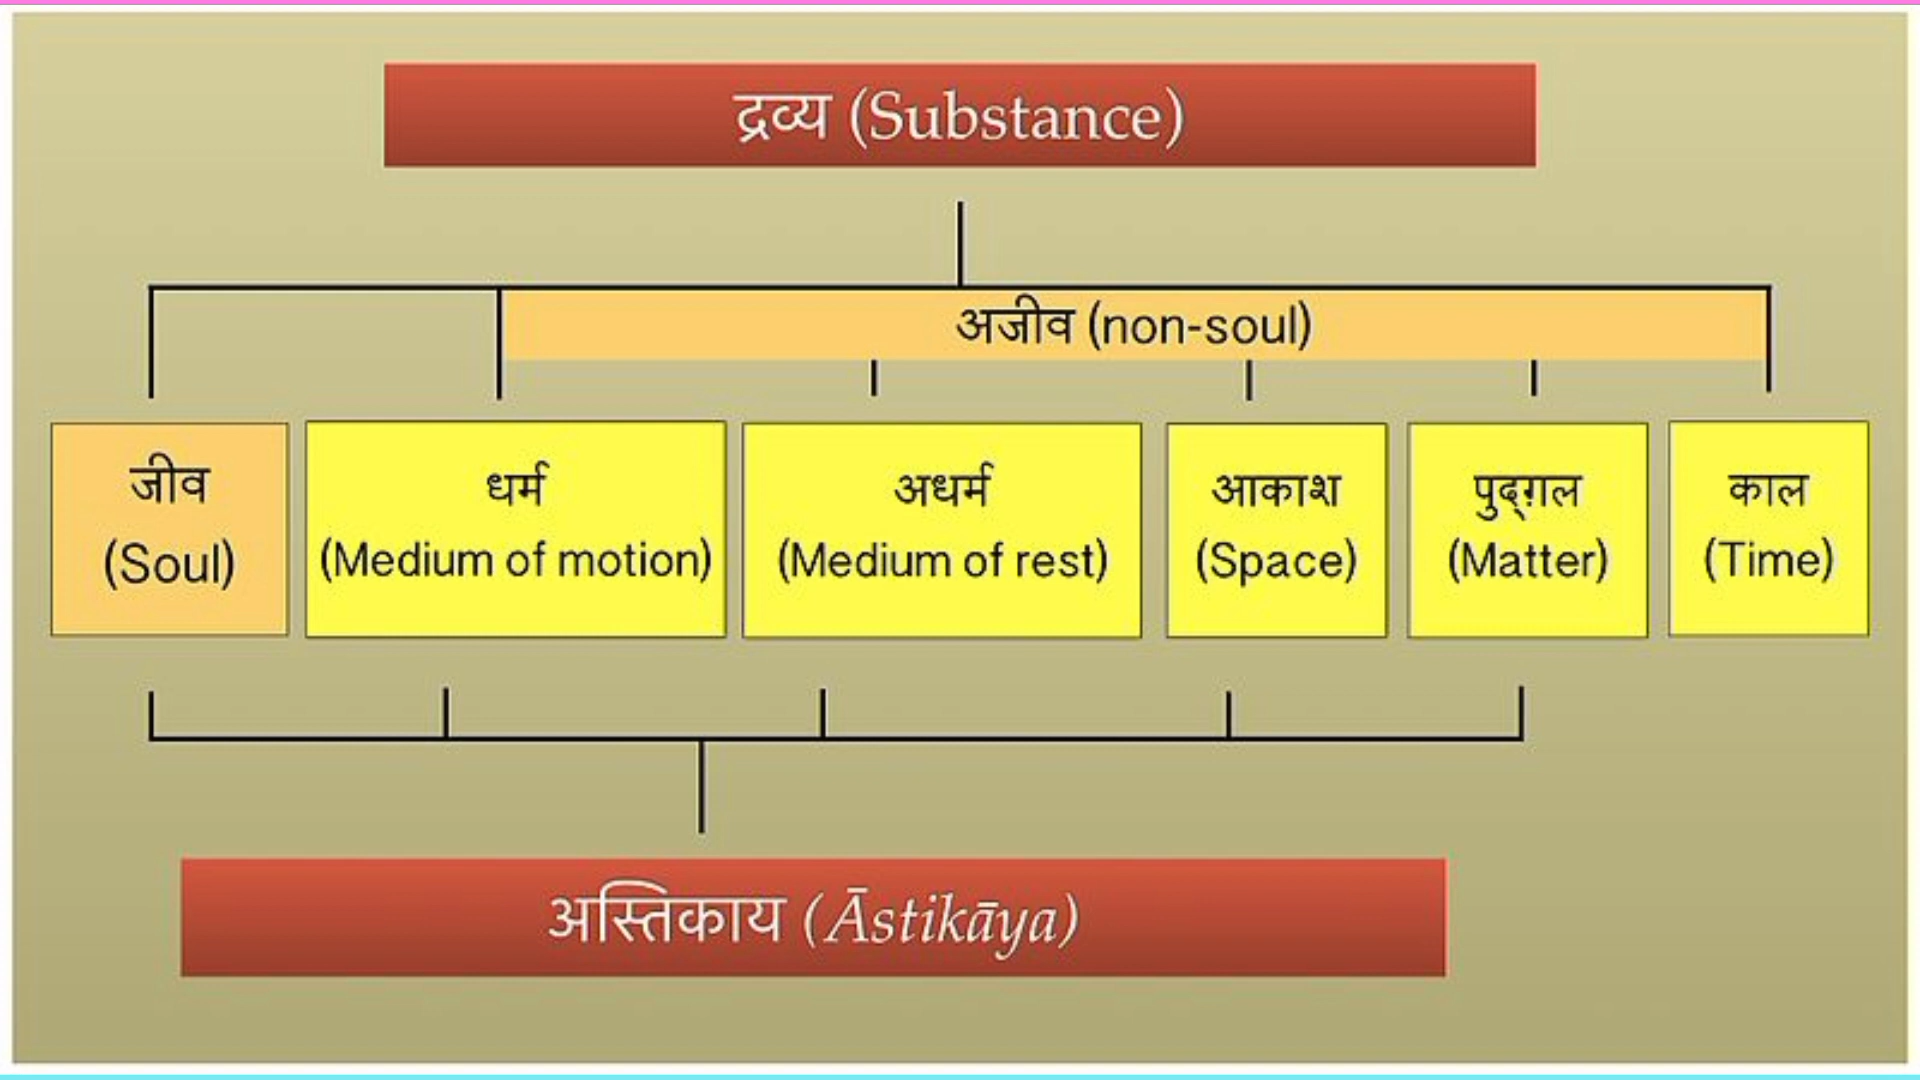 द्रव्य (Substance)
अजीव (non-soul)
जीव
(Soul)
धर्म
(Medium of motion)
अधर्म
(Medium of rest)
आकाश
(Space)
पुद्ग़ल
(Matter)
काल
(Time)
अस्तिकाय (Āstikāya)